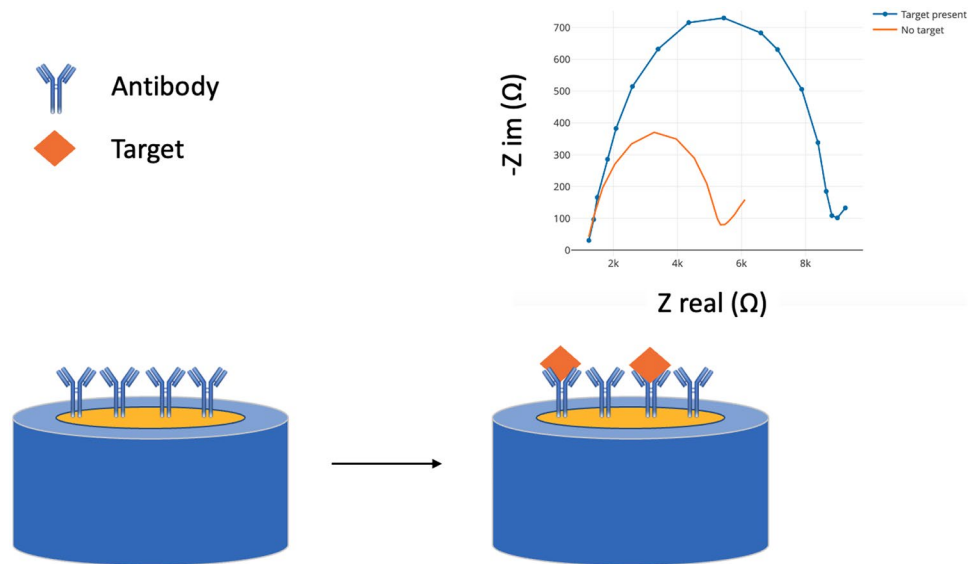 Antibody
Target
Target present
No target
700
600
500
400
300
200
100
0
-Z im (Ω)
2k
4k
6k
8k
Z real (Ω)